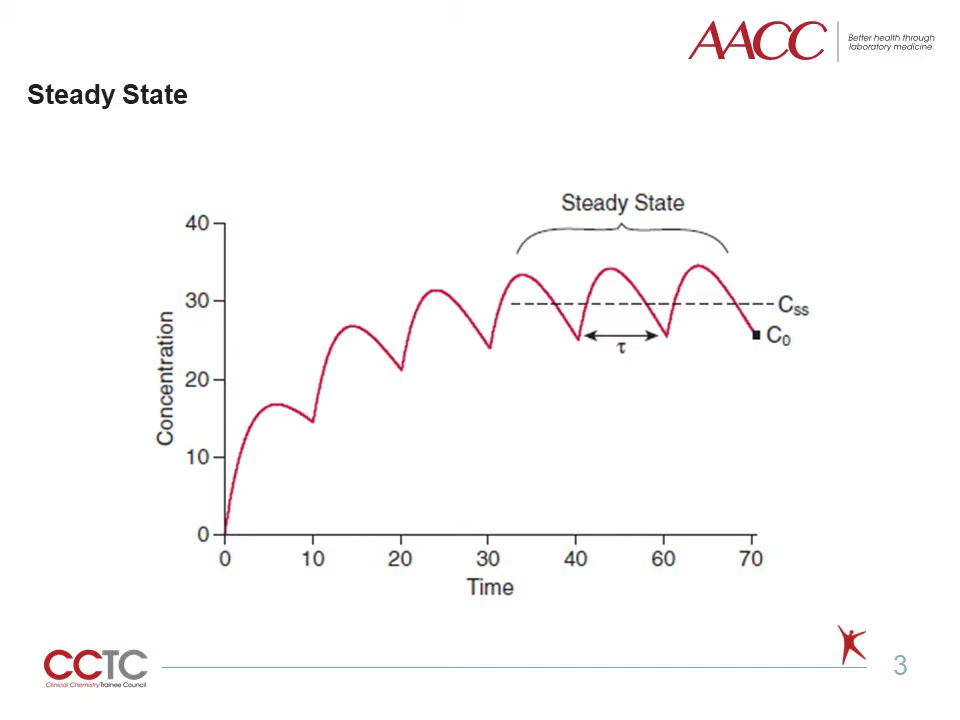 AACC
Better health through
laboratory medicine.
Steady State
Steady State
40
30
20
10
0
Concentration
Css
C0
τ
0 10 20 30 40 50 60 70
Time
CCTC
Clinical Chemistry Trainee Council
3